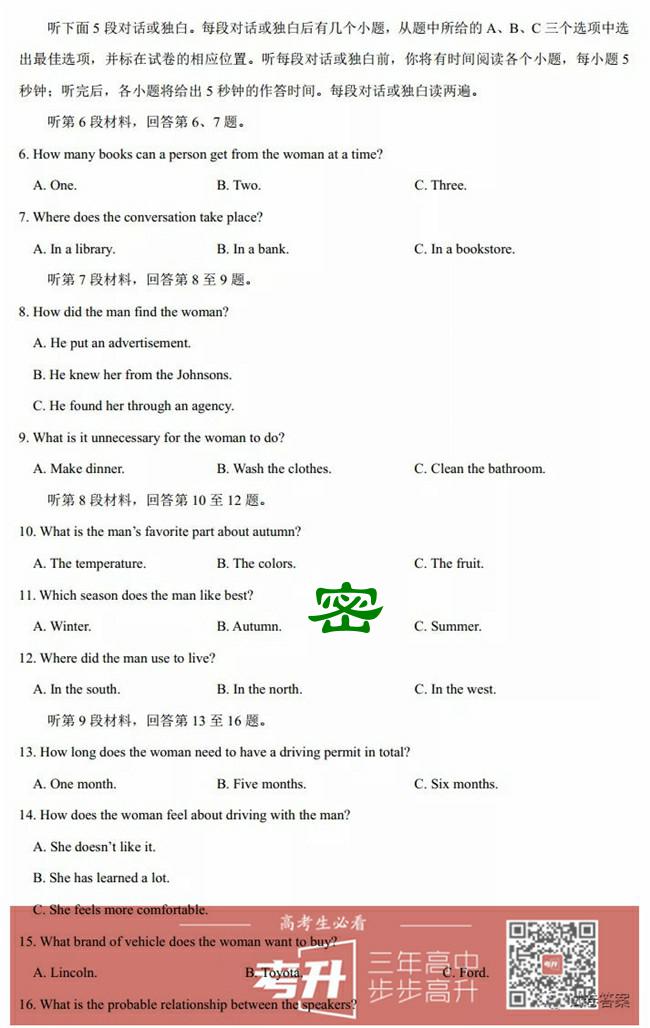 听下面 5 段对话或独白。每段对话或独白后有几个小题，从题中所给的 A、B、C 三个选项中选
出最佳选项，并标在试卷的相应位置。听每段对话或独白前，你将有时间阅读各个小题，每小题 5
秒钟；听完后，各小题将给出 5 秒钟的作答时间。每段对话或独白读两遍。
听第 6 段材料，回答第 6、7 题。
6. How many books can a person get from the woman at a time?
A. One. B. Two. C. Three.
7. Where does the conversation take place?
A. In a library. B. In a bank. C. In a bookstore.
听第 7 段材料，回答第 8 至 9 题。
8. How did the man find the woman?
A. He put an advertisement.
B. He knew her from the Johnsons.
C. He found her through an agency.
9. What is it unnecessary for the woman to do?
A. Make dinner. B. Wash the clothes. C. Clean the bathroom.
听第 8 段材料，回答第 10 至 12 题。
10. What is the man's favorite part about autumn?
A. The temperature. B. The colors. C. The fruit.
11. Which season does the man like best?
密
A. Winter. B. Autumn. C. Summer.
12. Where did the man use to live?
A. In the south. B. In the north. C. In the west.
听第 9 段材料，回答第 13 至 16 题。
13. How long does the woman need to have a driving permit in total?
A. One month. B. Five months. C. Six months.
14. How does the woman feel about driving with the man?
A. She doesn't like it.
B. She has learned a lot.
C. She feels more comfortable.
高考生必看
15. What brand of vehicle does the woman want to buy?
A. Lincoln. B. Toyota. C. Ford.
考升
三年高中
步步高升
考升
16. What is the probable relationship between the speakers?
答案